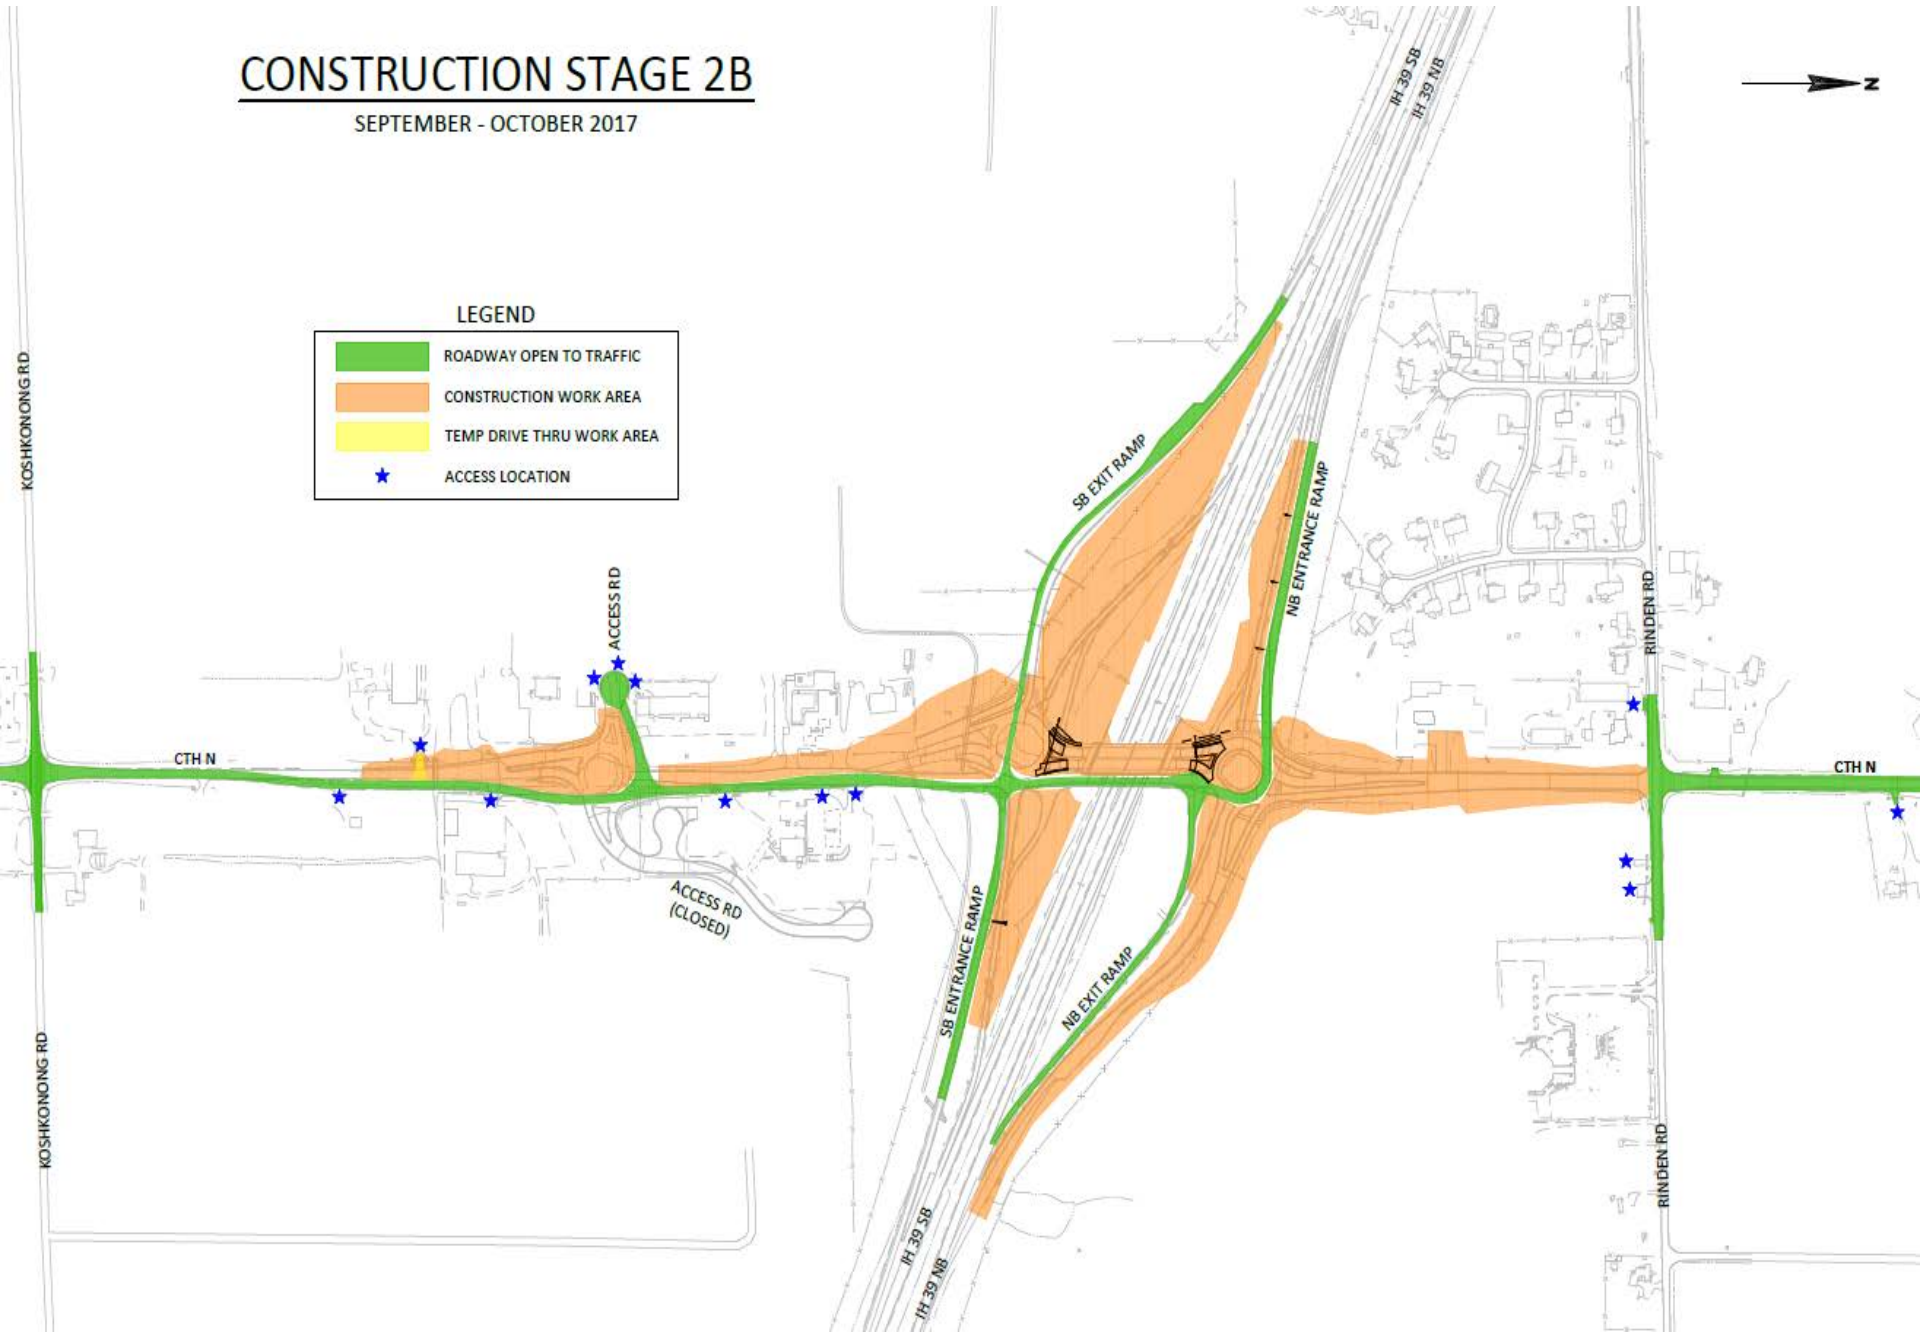 CONSTRUCTION STAGE 2B
SEPTEMBER - OCTOBER 2017
N
IH 39 SB
IH 39 NB
LEGEND
ROADWAY OPEN TO TRAFFIC
CONSTRUCTION WORK AREA
TEMP DRIVE THRU WORK AREA
ACCESS LOCATION
KOSHKONONG RD
SB EXIT RAMP
NB ENTRANCE RAMP
ACCESS RD
RINDEN RD
CTH N
CTH N
ACCESS RD
(CLOSED)
SB ENTRANCE RAMP
NB EXIT RAMP
KOSHKONONG RD
RINDEN RD
IH 39 SB
IH 39 NB